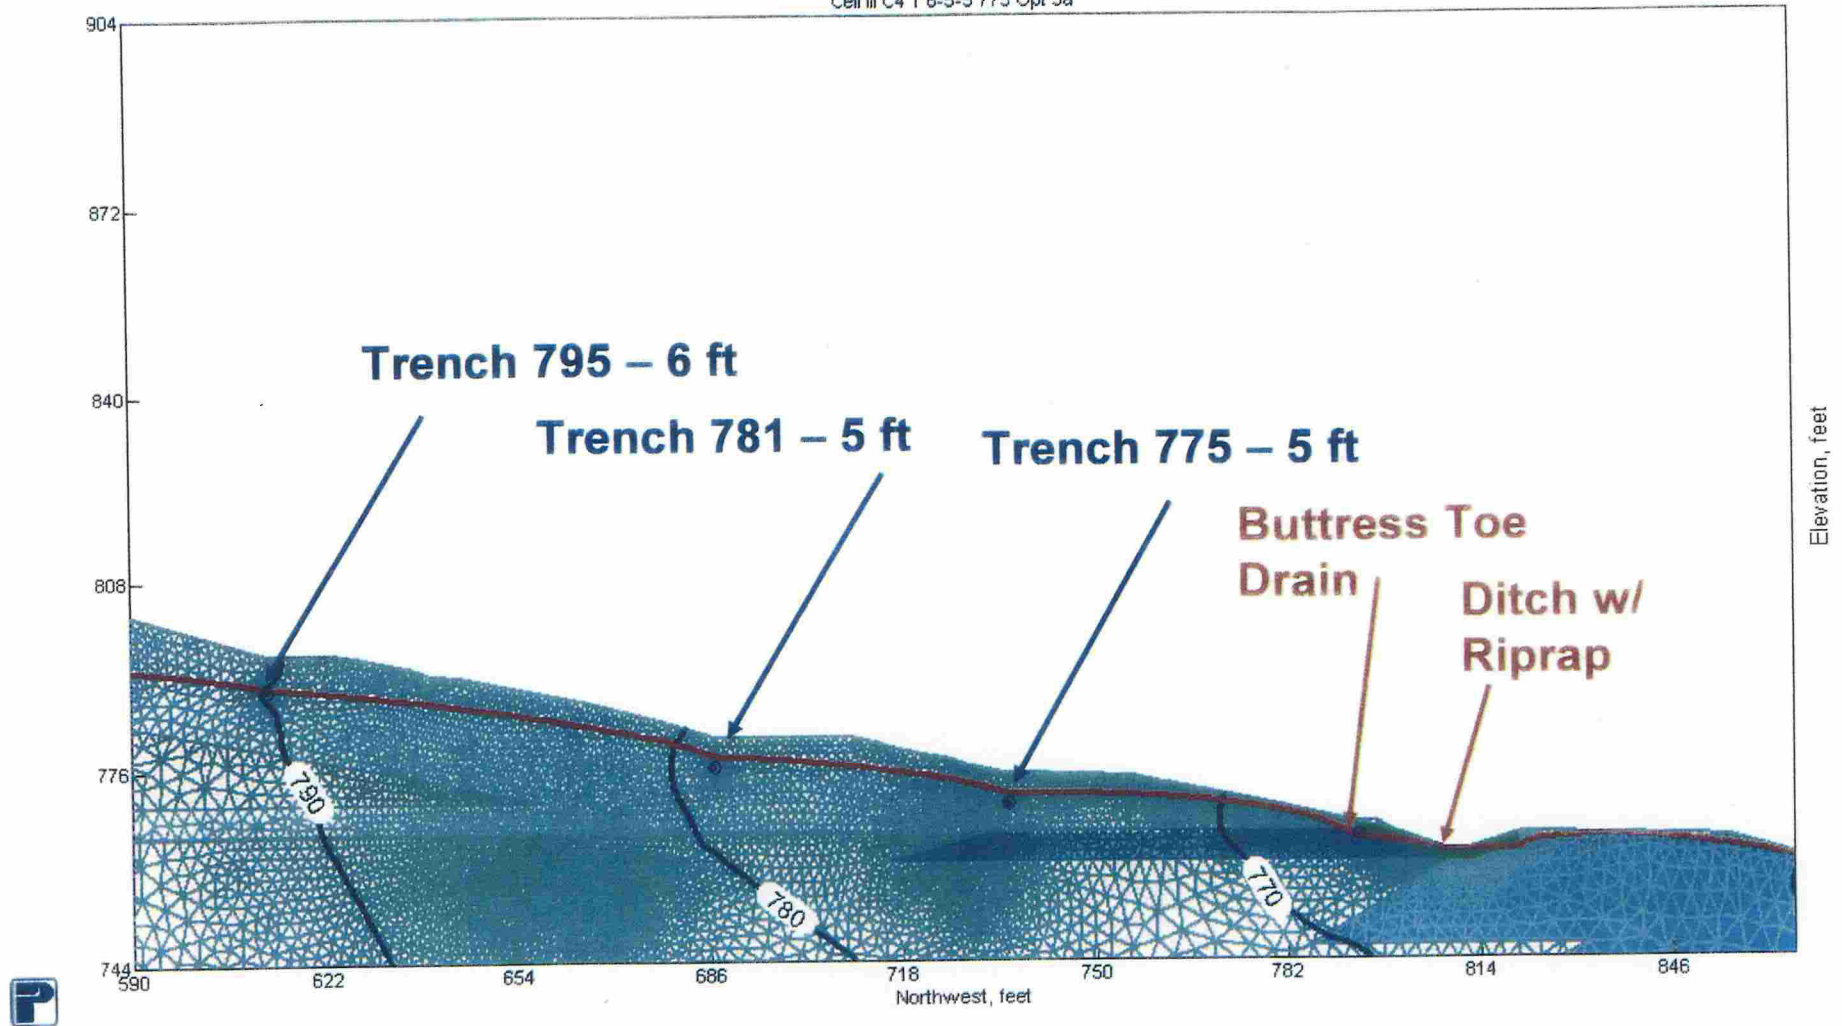 904
872
840
808
776
744
Trench 795 – 6 ft
Trench 781 – 5 ft
Trench 775 – 5 ft
Buttress Toe
Drain
Ditch w/
Riprap
Elevation, feet
790
780
770
590 622 654 686 718 750 782 814 846
Northwest, feet
P